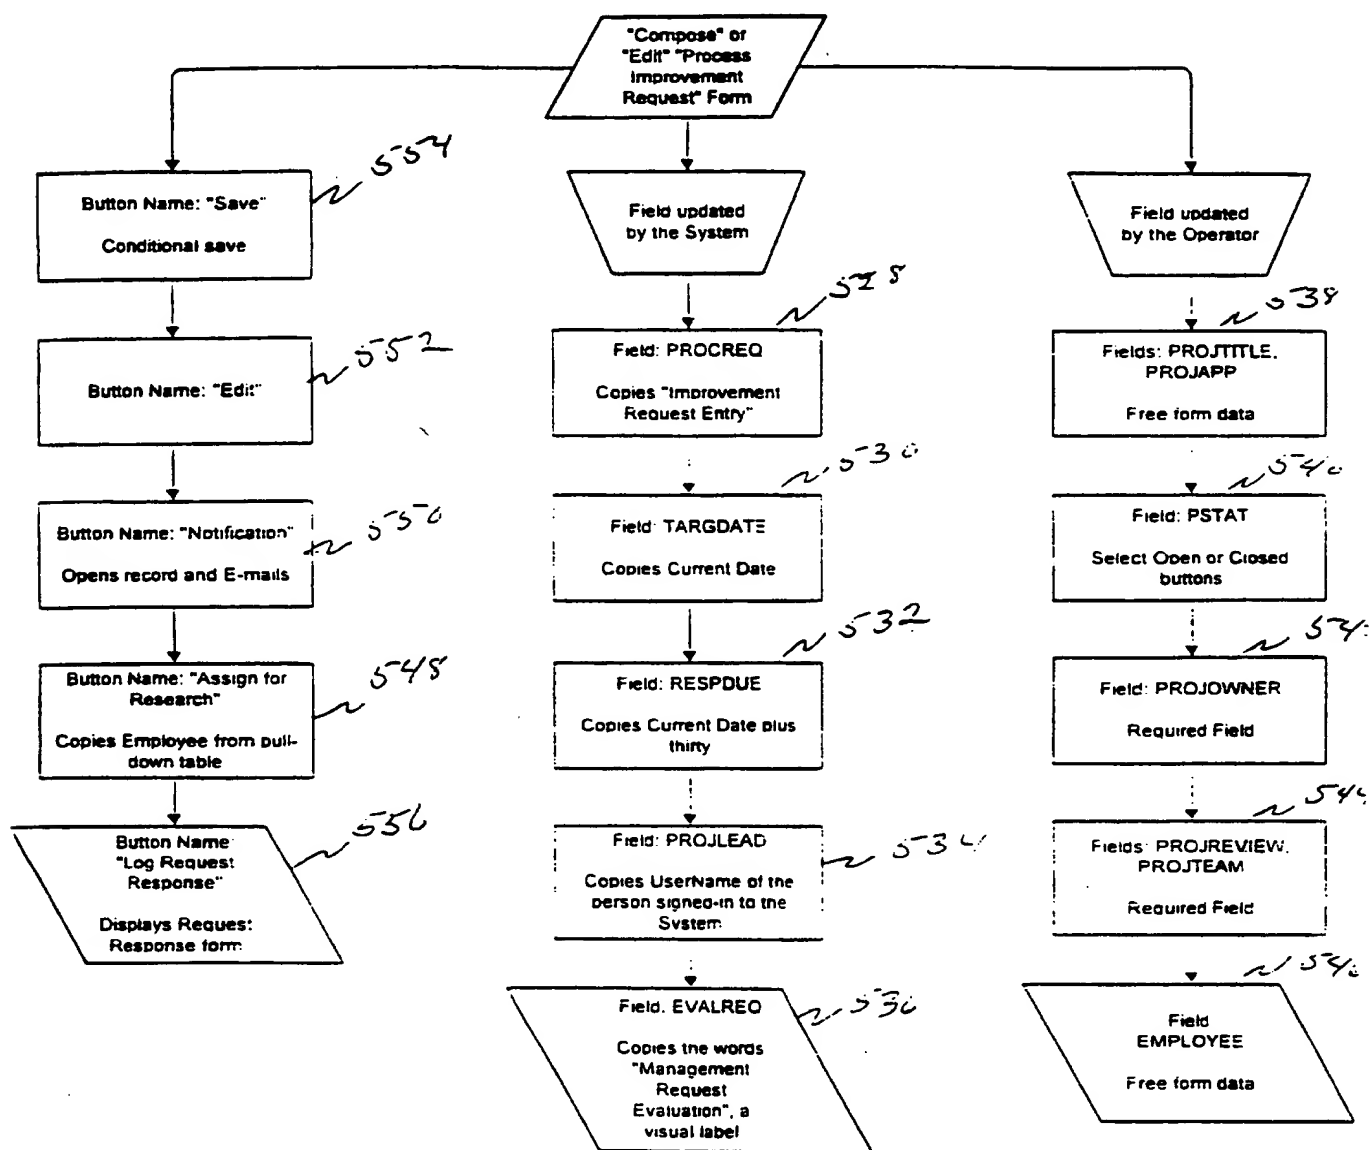 "Compose" or
"Edit" "Process
Improvement
Request" Form
Button Name: "Save"
Conditional save
554
Button Name: "Edit"
552
Button Name: "Notification"
Opens record and E-mails
550
Button Name: "Assign for
Research"
Copies Employee from pull-
down table
548
Button Name
"Log Request
Response"
Displays Request
Response form
556
Field updated
by the System
Field: PROCREQ
Copies "Improvement
Request Entry"
528
Field: TARGDATE
Copies Current Date
530
Field: RESPDUE
Copies Current Date plus
thirty
532
Field: PROJLEAD
Copies UserName of the
person signed-in to the
System
534
Field. EVALREQ
Copies the words
"Management
Request
Evaluation", a
visual label
536
Field updated
by the Operator
Fields: PROJTITLE,
PROJAPP
Free form data
538
Field: PSTAT
Select Open or Closed
buttons
540
Field: PROJOWNER
Required Field
Fields: PROJREVIEW,
PROJTEAM
Required Field
544
Field
EMPLOYEE
Free form data